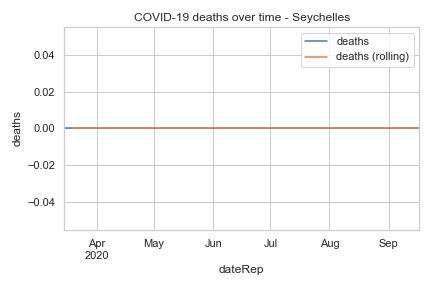 COVID-19 deaths over time - Seychelles
deaths
deaths (rolling)
0.04
0.02
0.00
−0.02
−0.04
deaths
Apr
2020
May
Jun
Jul
Aug
Sep
dateRep